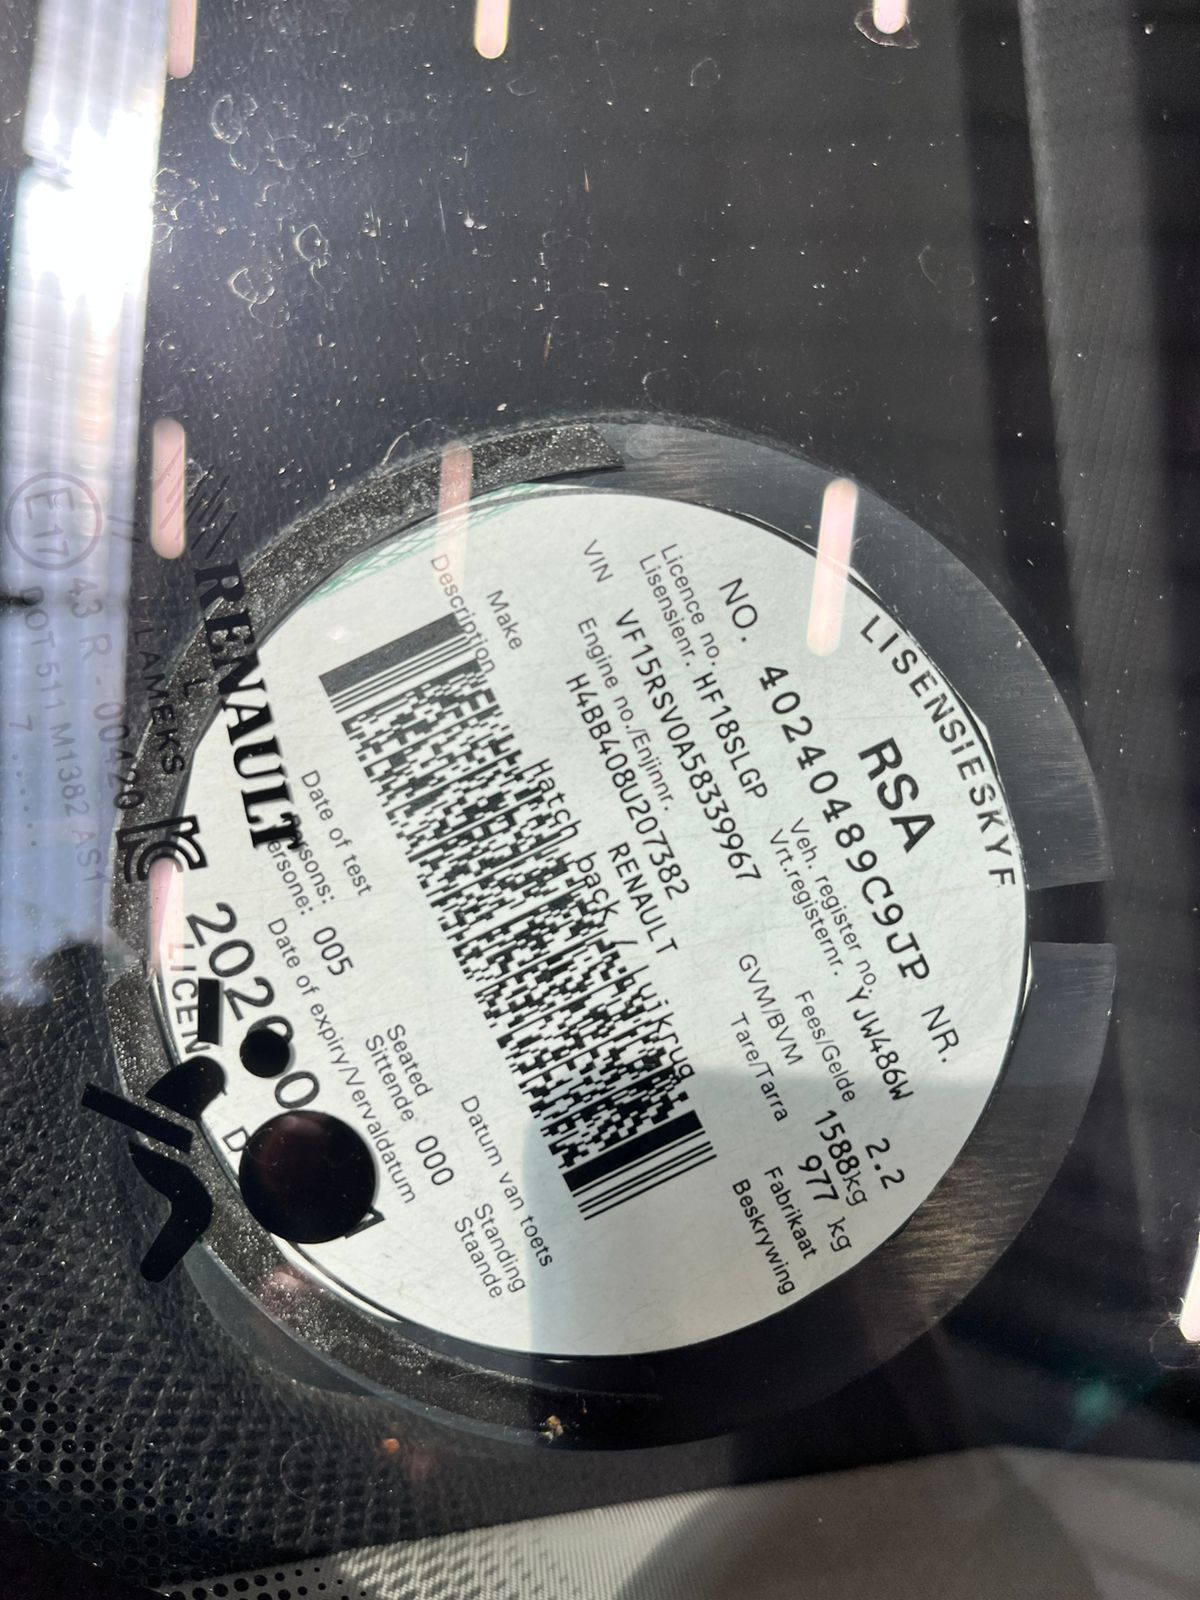 LISENSIESKYF
RSA
NO. 40240489C9JP NR.
Licence no.
Lisensienr. HF18SLGP
Veh. register no.
Vrt.registernr. YJW486W
VIN VF15RSV0A58339967
Fees/Gelde 2.2
Engine no./Enjinnr.
H4BB408U207382
GVM/BVM 1588kg
Tare/Tarra 977 kg
Make RENAULT Fabrikaat
Description Hatch back / Luikrug Beskrywing
Date of test Datum van toets
Persons: 005
Seated
Sittende 000
Standing
Staande
Date of expiry/Vervaldatum
RENAULT
LAMEKS
E17
43 R - 00420
DOT 511 M1382 AS1
7 .....